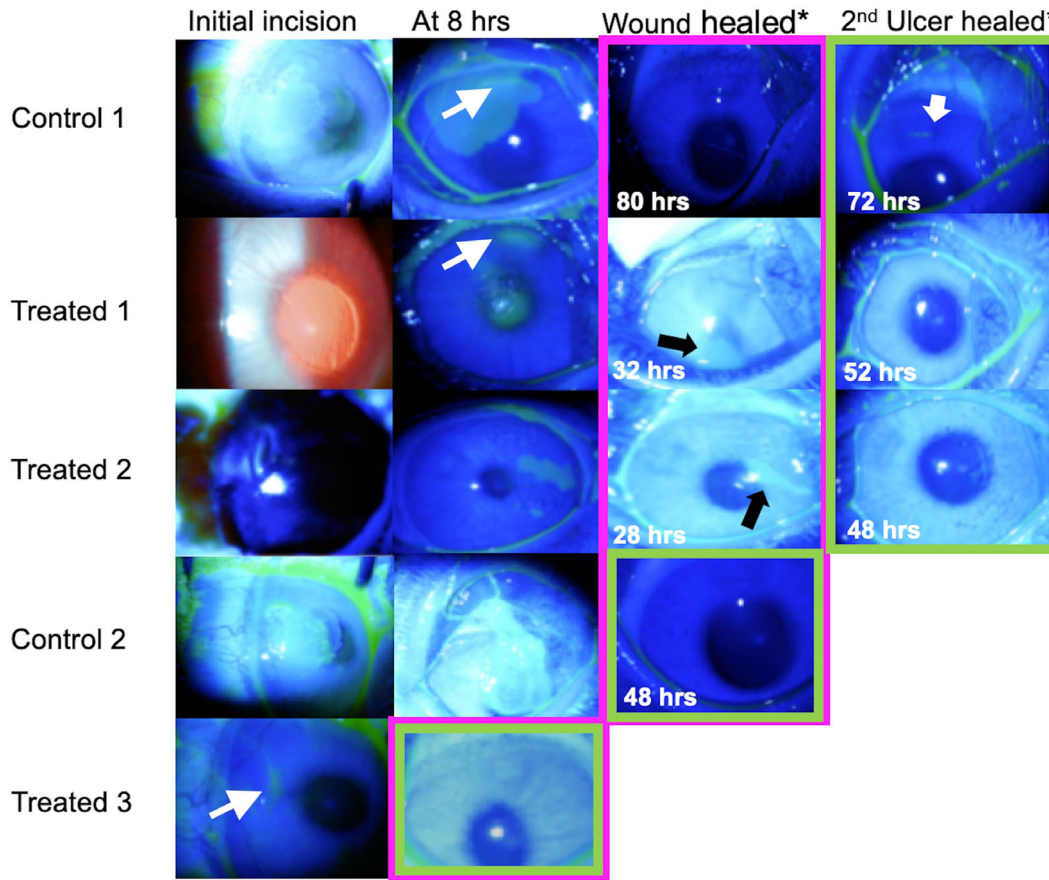 Initial incision At 8 hrs Wound healed* 2nd Ulcer healed*
Control 1
80 hrs 72 hrs
Treated 1
32 hrs 52 hrs
Treated 2
28 hrs 48 hrs
Control 2
48 hrs
Treated 3